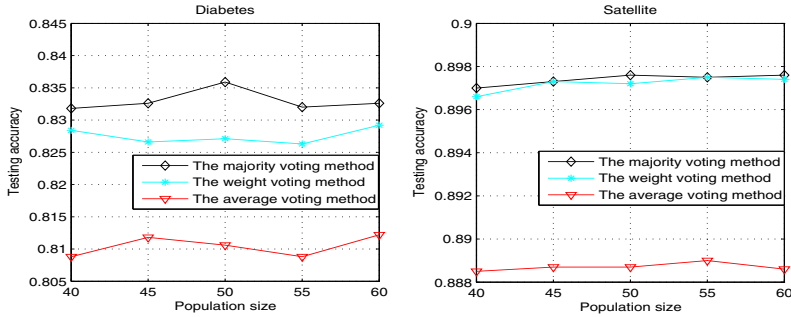 Diabetes
0.845
0.84
0.835
0.83
0.825
0.82
0.815
0.81
0.805
Testing accuracy
The majority voting method
The weight voting method
The average voting method
40 45 50 55 60
Population size
Satellite
0.9
0.898
0.896
0.894
0.892
0.89
0.888
Testing accuracy
The majority voting method
The weight voting method
The average voting method
40 45 50 55 60
Population size